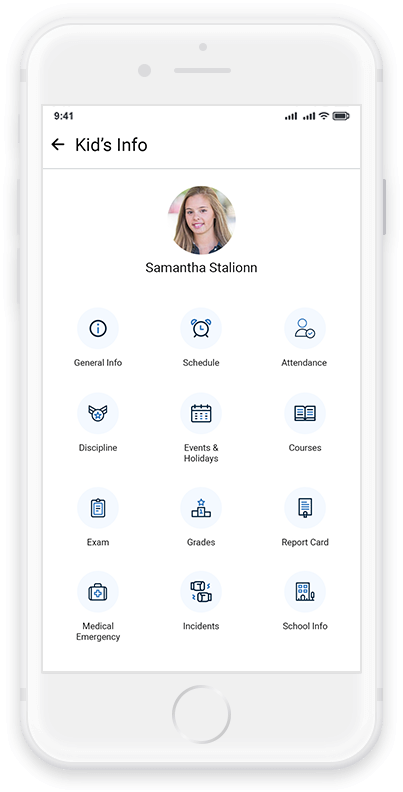 9:41
Kid's Info
Samantha Stalionn
General Info
Schedule
Attendance
Discipline
Events &
Holidays
Courses
Exam
Grades
Report Card
Medical
Emergency
Incidents
School Info